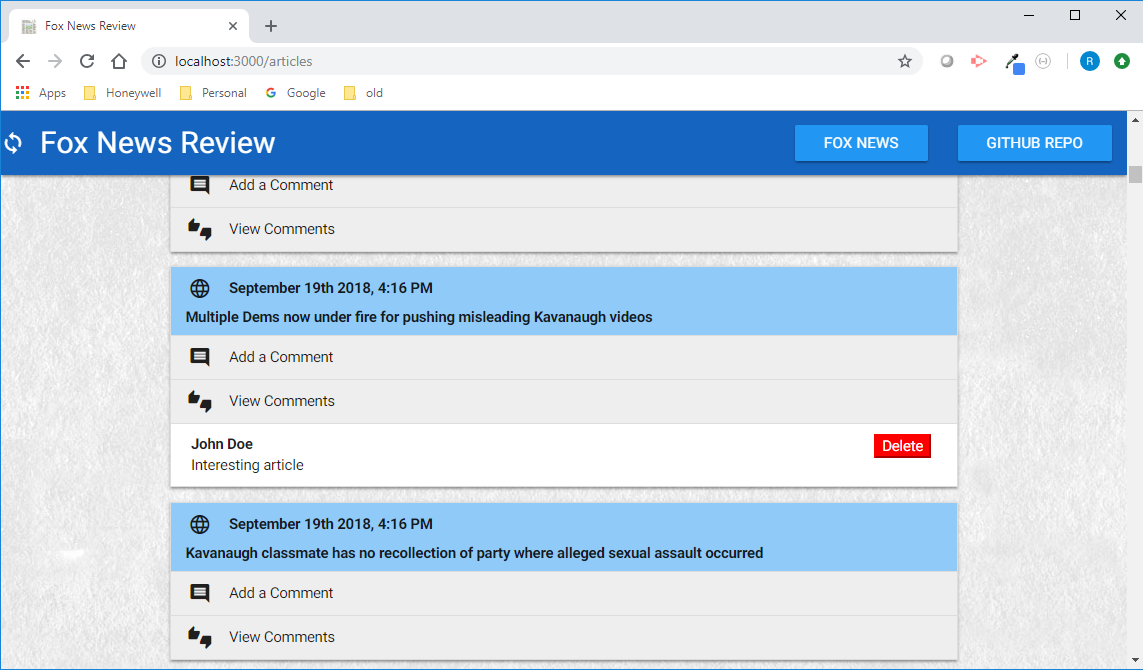 Fox News Review
localhost:3000/articles
R
Apps Honeywell Personal Google old
Fox News Review FOX NEWS GITHUB REPO
Add a Comment
View Comments
September 19th 2018, 4:16 PM
Multiple Dems now under fire for pushing misleading Kavanaugh videos
Add a Comment
View Comments
John Doe Delete
Interesting article
September 19th 2018, 4:16 PM
Kavanaugh classmate has no recollection of party where alleged sexual assault occurred
Add a Comment
View Comments